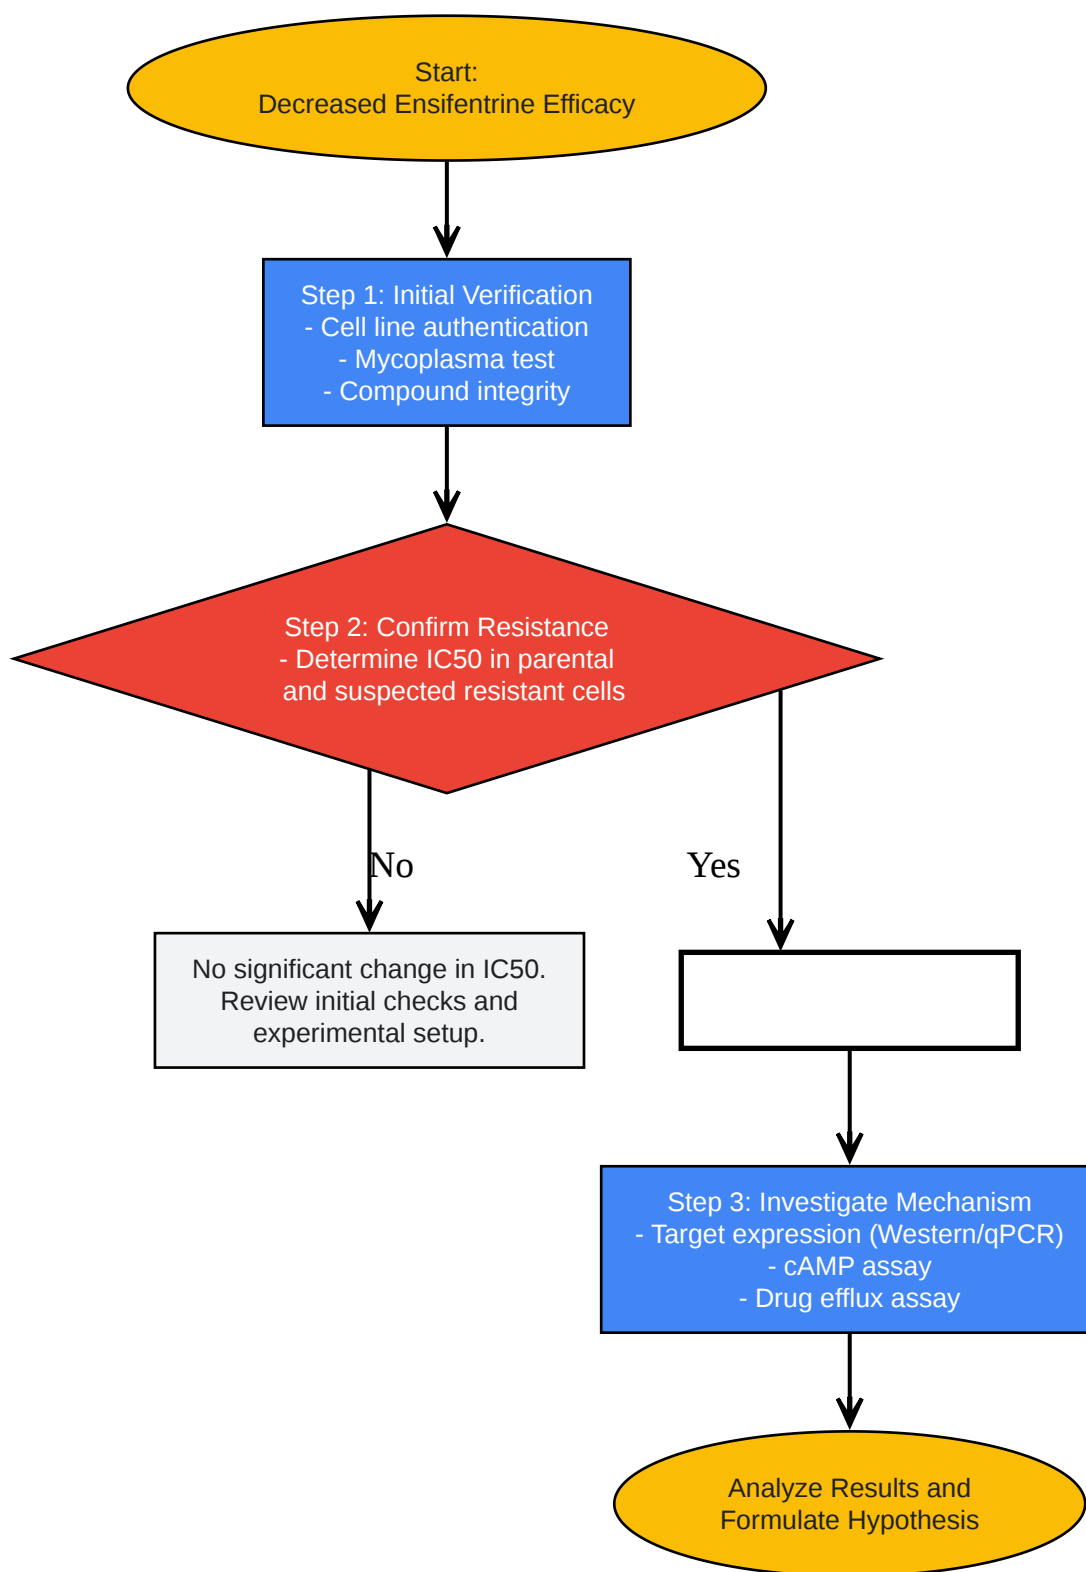 Start:
Decreased Ensifentrine Efficacy
Step 1: Initial Verification
- Cell line authentication
- Mycoplasma test
- Compound integrity
Step 2: Confirm Resistance
- Determine IC50 in parental
and suspected resistant cells
No
Yes
No significant change in IC50.
Review initial checks and
experimental setup.
Step 3: Investigate Mechanism
- Target expression (Western/qPCR)
- cAMP assay
- Drug efflux assay
Analyze Results and
Formulate Hypothesis